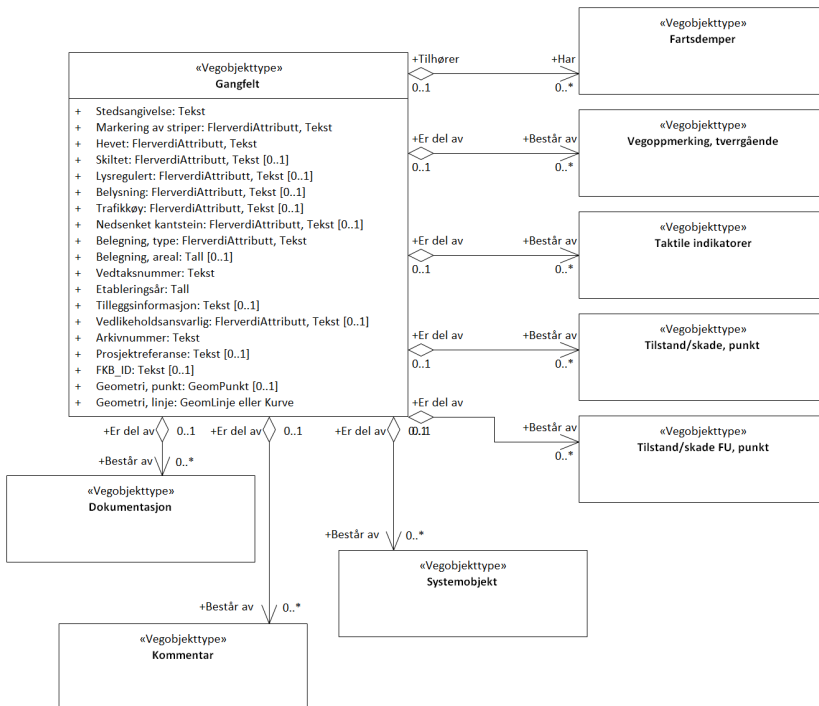 «Vegobjekttype»
Gangfelt
+ Stedsangivelse: Tekst
+ Markering av striper: FlerverdiAttributt, Tekst
+ Hevet: FlerverdiAttributt, Tekst
+ Skiltet: FlerverdiAttributt, Tekst [0..1]
+ Lysregulert: FlerverdiAttributt, Tekst [0..1]
+ Belysning: FlerverdiAttributt, Tekst [0..1]
+ Trafikkøy: FlerverdiAttributt, Tekst [0..1]
+ Nedsenket kantstein: FlerverdiAttributt, Tekst [0..1]
+ Belegning, type: FlerverdiAttributt, Tekst
+ Belegning, areal: Tall [0..1]
+ Vedtaksnummer: Tekst
+ Etableringsår: Tall
+ Tilleggsinformasjon: Tekst [0..1]
+ Vedlikeholdsansvarlig: FlerverdiAttributt, Tekst [0..1]
+ Arkivnummer: Tekst
+ Prosjektreferanse: Tekst [0..1]
+ FKB_ID: Tekst [0..1]
+ Geometri, punkt: GeomPunkt [0..1]
+ Geometri, linje: GeomLinje eller Kurve
+Tilhører +Har
0..1 0..*
«Vegobjekttype»
Fartsdemper
+Er del av +Består av
0..1 0..*
«Vegobjekttype»
Vegoppmerking, tverrgående
+Er del av +Består av
0..1 0..*
«Vegobjekttype»
Taktile indikatorer
+Er del av +Består av
0..1 0..*
«Vegobjekttype»
Tilstand/skade, punkt
+Er del av +Består av
0..1 0..*
«Vegobjekttype»
Tilstand/skade FU, punkt
+Er del av 0..1
+Består av 0..*
«Vegobjekttype»
Dokumentasjon
+Er del av 0..1
+Består av 0..*
«Vegobjekttype»
Kommentar
+Er del av 0..1
+Består av 0..*
«Vegobjekttype»
Systemobjekt